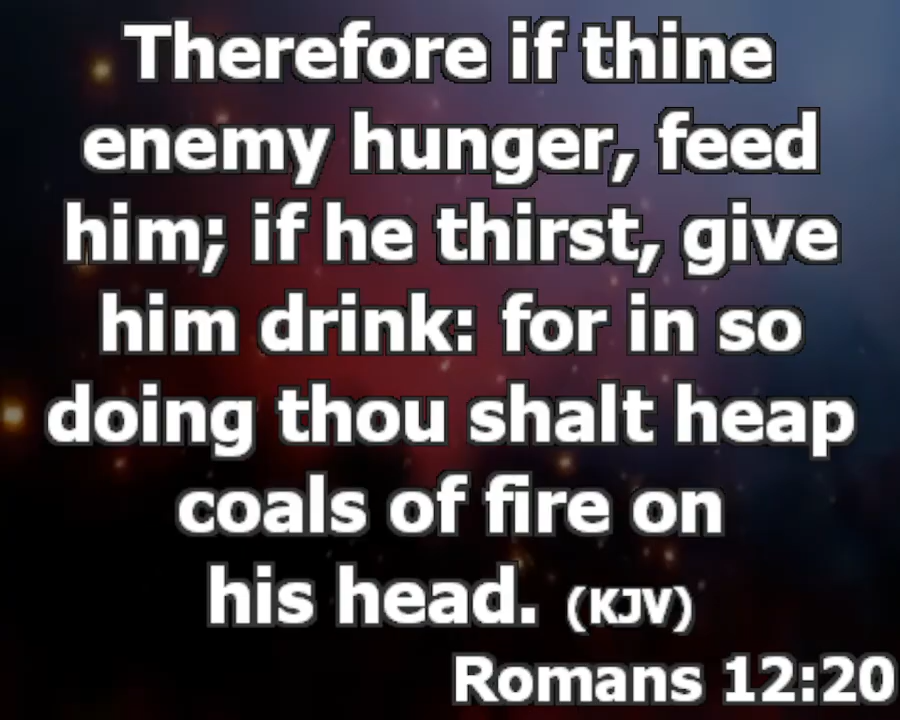 Therefore if thine
enemy hunger, feed
him; if he thirst, give
him drink: for in so
doing thou shalt heap
coals of fire on
his head. (KJV)
Romans 12:20